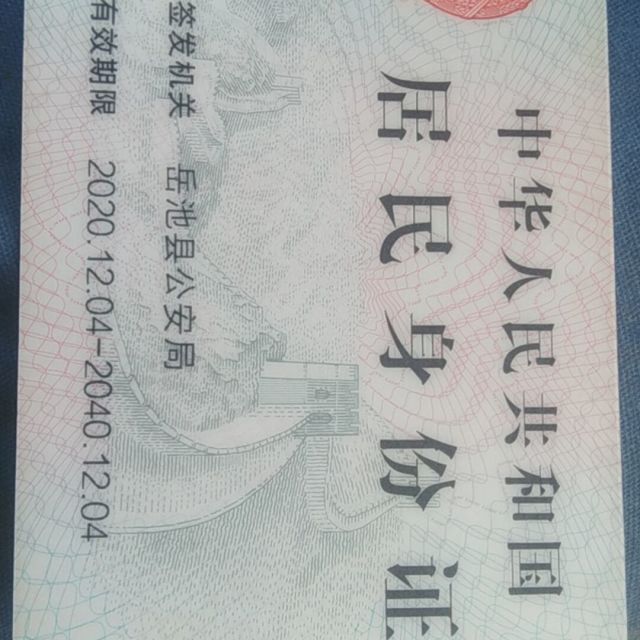 中华人民共和国
居民身份证
签发机关 岳池县公安局
有效期限 2020.12.04-2040.12.04